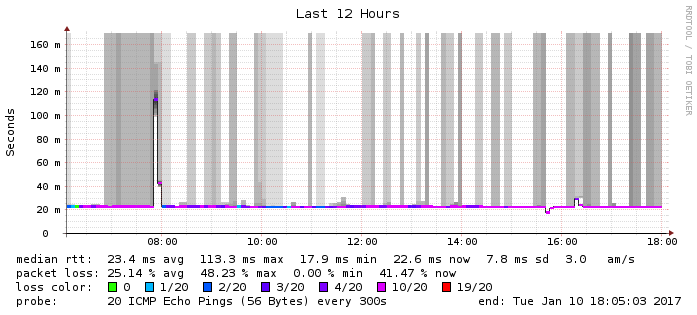 Last 12 Hours
RRDTOOL / TOBI OETIKER
Seconds
160 m
140 m
120 m
100 m
80 m
60 m
40 m
20 m
0
08:00 10:00 12:00 14:00 16:00 18:00
median rtt: 23.4 ms avg 113.3 ms max 17.9 ms min 22.6 ms now 7.8 ms sd 3.0 am/s
packet loss: 25.14 % avg 48.23 % max 0.00 % min 41.47 % now
loss color: 0 1/20 2/20 3/20 4/20 10/20 19/20
probe: 20 ICMP Echo Pings (56 Bytes) every 300s end: Tue Jan 10 18:05:03 2017